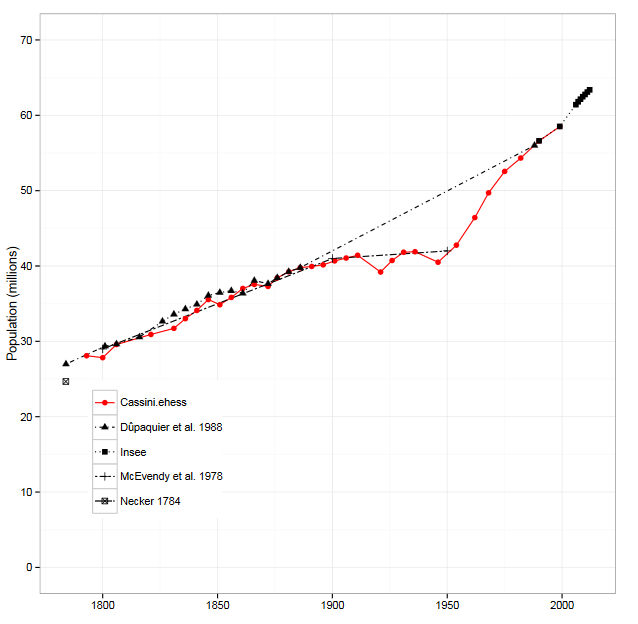 70
60
50
40
30
20
10
0
Population (millions)
Cassini.ehess
Dûpaquier et al. 1988
Insee
McEvendy et al. 1978
Necker 1784
1800
1850
1900
1950
2000